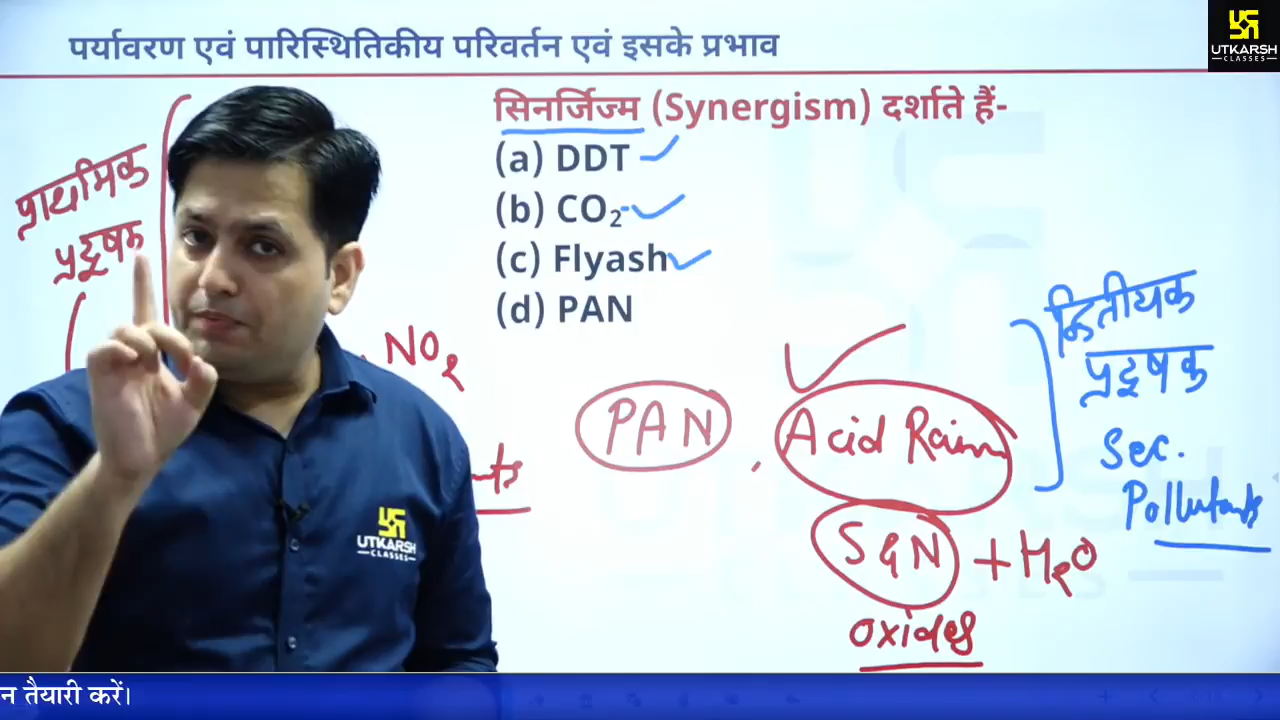 पर्यावरण एवं पारिस्थितिकीय परिवर्तन एवं इसके प्रभाव
UTKARSH
CLASSES
सिनर्जिज्म (Synergism) दर्शाते हैं-
(a) DDT
(b) CO₂
(c) Flyash
(d) PAN
प्राथमिक
प्रदूषक
NO₂
PAN, Acid Rain
S & N + H₂O
oxides
द्वितीयक
प्रदूषक
Sec.
Pollutants
UTKARSH
CLASSES
न तैयारी करें।